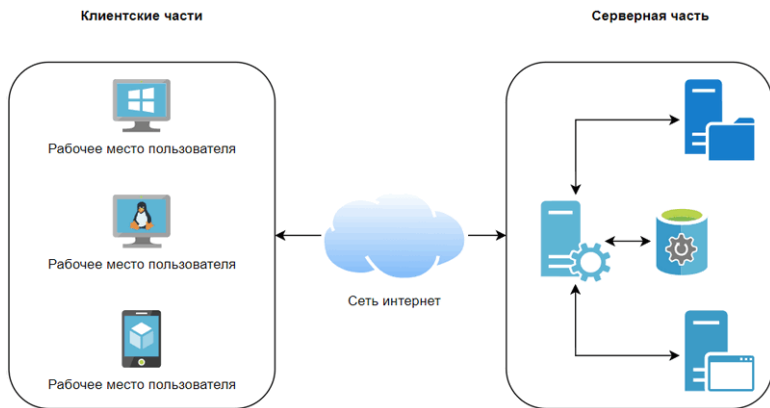 Клиентские части
Серверная часть
Рабочее место пользователя
Рабочее место пользователя
Сеть интернет
Рабочее место пользователя